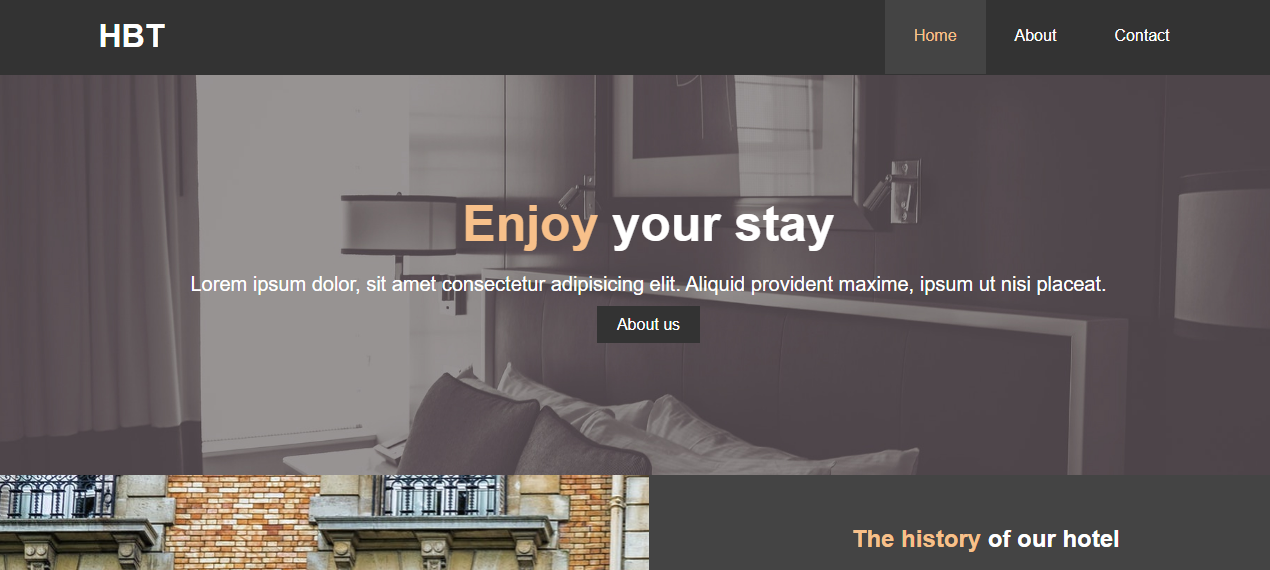 HBT
Home About Contact
Enjoy your stay
Lorem ipsum dolor, sit amet consectetur adipisicing elit. Aliquid provident maxime, ipsum ut nisi placeat.
About us
The history of our hotel